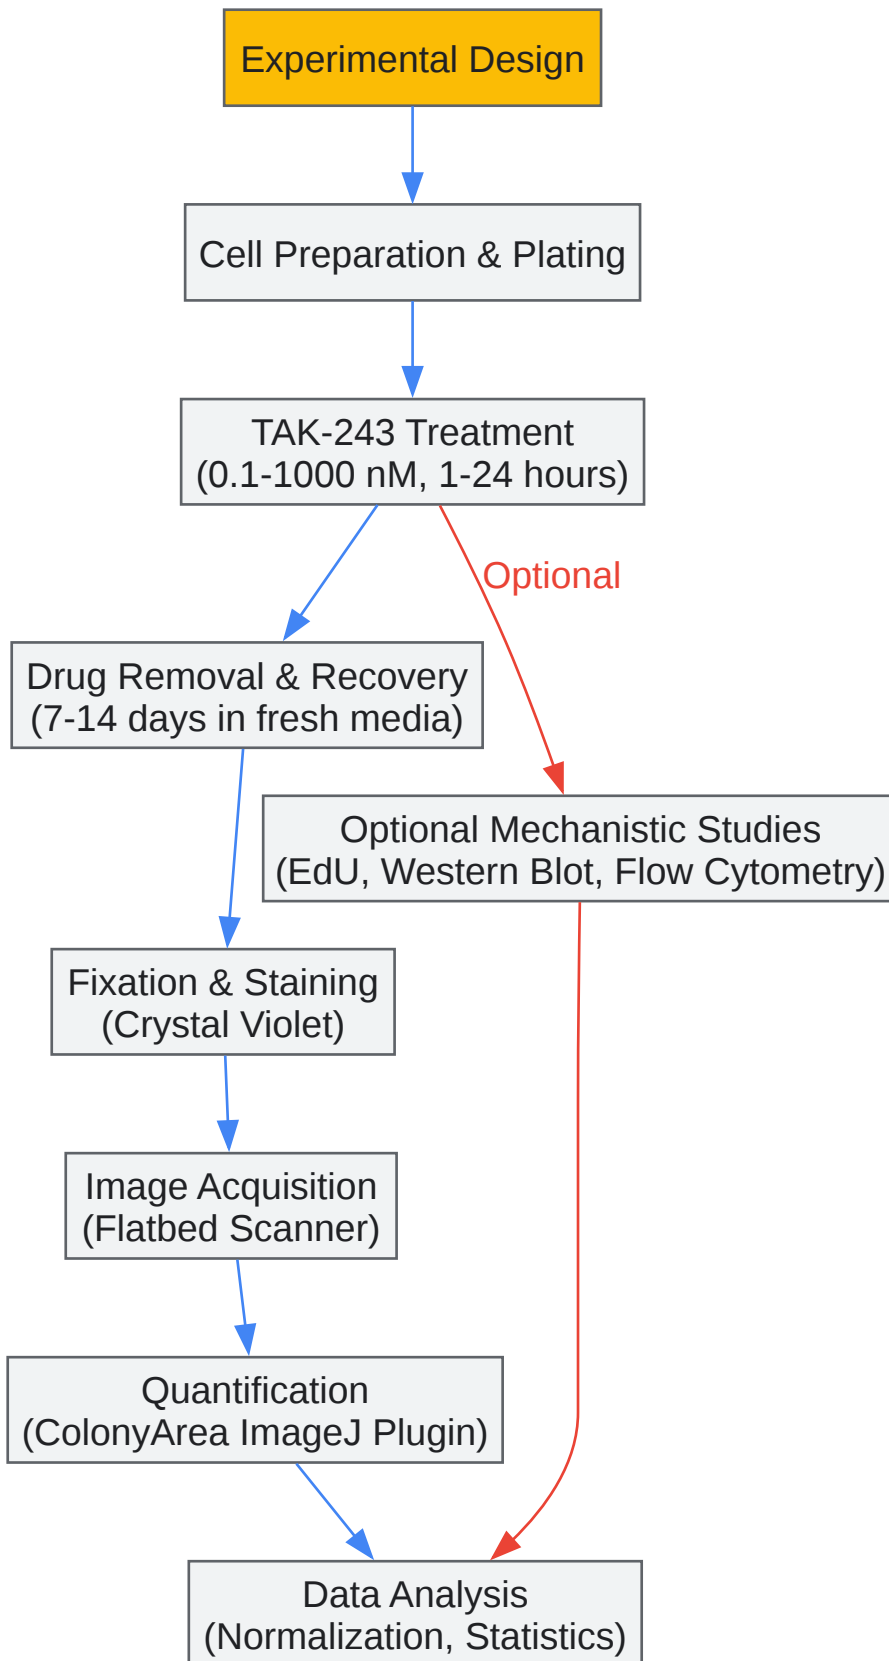 Experimental Design
Cell Preparation & Plating
TAK-243 Treatment
(0.1-1000 nM, 1-24 hours)
Optional
Drug Removal & Recovery
(7-14 days in fresh media)
Optional Mechanistic Studies
(EdU, Western Blot, Flow Cytometry)
Fixation & Staining
(Crystal Violet)
Image Acquisition
(Flatbed Scanner)
Quantification
(ColonyArea ImageJ Plugin)
Data Analysis
(Normalization, Statistics)